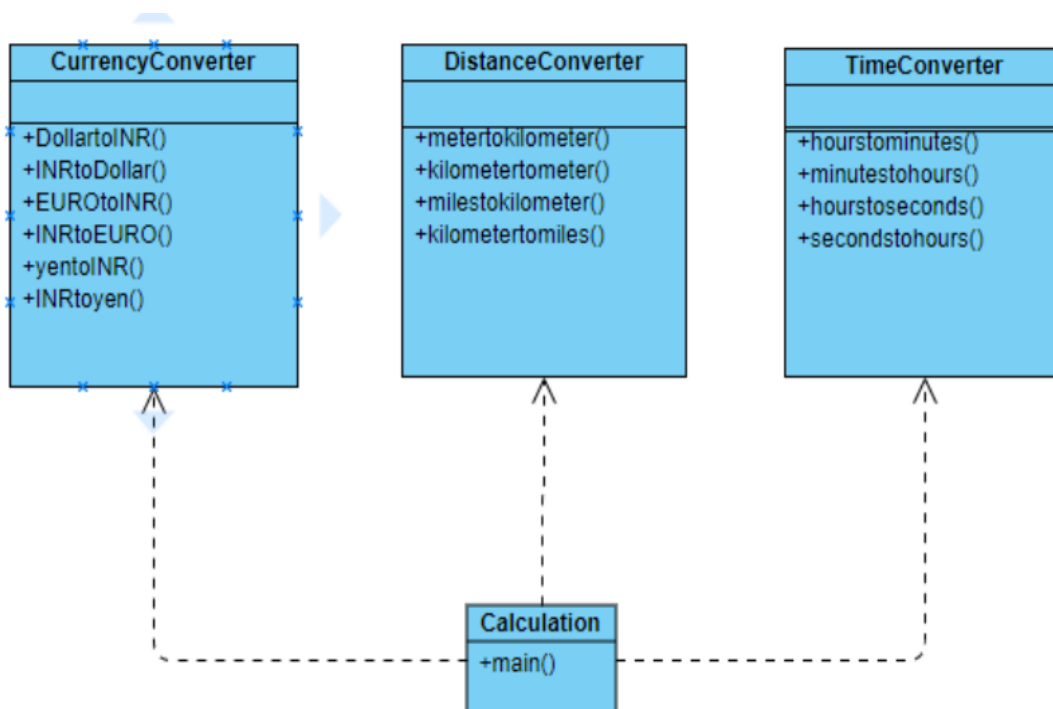 CurrencyConverter
+DollartoINR()
+INRtoDollar()
+EUROtoINR()
+INRtoEURO()
+yentoINR()
+INRtoyen()
DistanceConverter
+metertokilometer()
+kilometertometer()
+milestokilometer()
+kilometertomiles()
TimeConverter
+hourstominutes()
+minutestohours()
+hourstoseconds()
+secondstohours()
Calculation
+main()